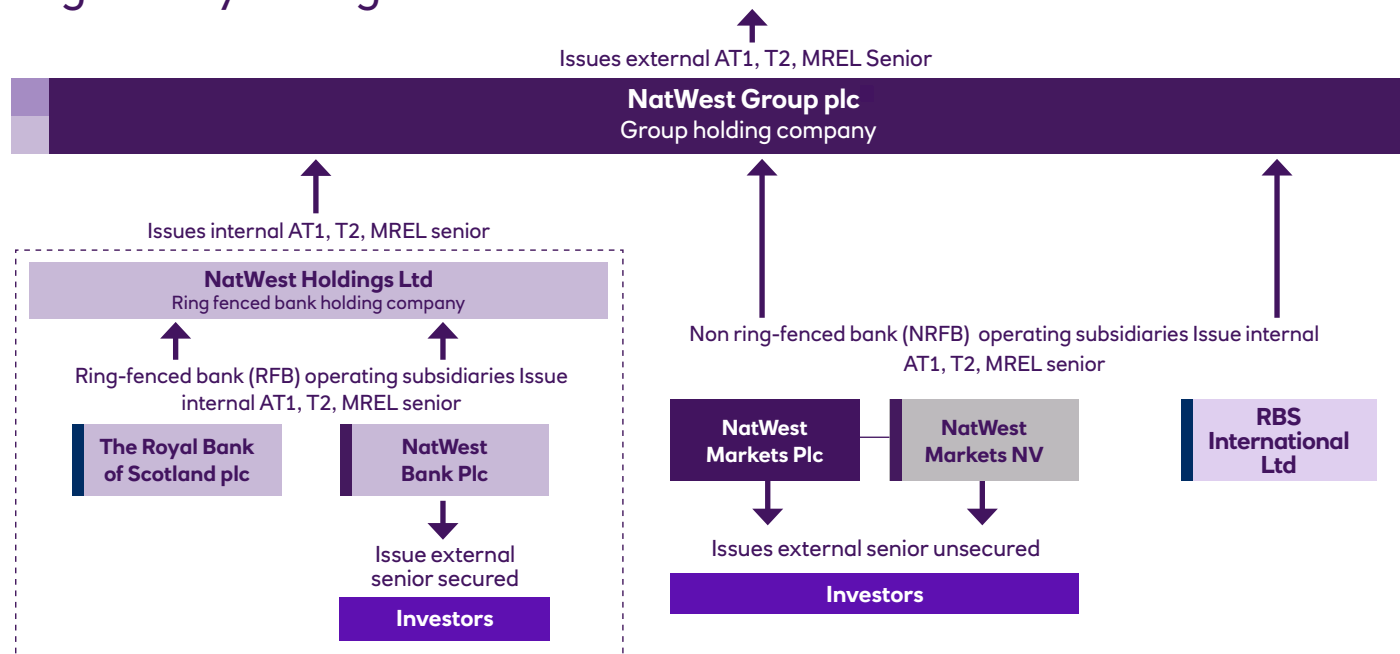 Issues external AT1, T2, MREL Senior
NatWest Group plc
Group holding company
Issues internal AT1, T2, MREL senior
NatWest Holdings Ltd
Ring fenced bank holding company
Ring-fenced bank (RFB) operating subsidiaries Issue
internal AT1, T2, MREL senior
The Royal Bank
of Scotland plc
NatWest
Bank Plc
Issue external
senior secured
Investors
Non ring-fenced bank (NRFB) operating subsidiaries Issue internal
AT1, T2, MREL senior
NatWest
Markets Plc
NatWest
Markets NV
RBS
International
Ltd
Issues external senior unsecured
Investors